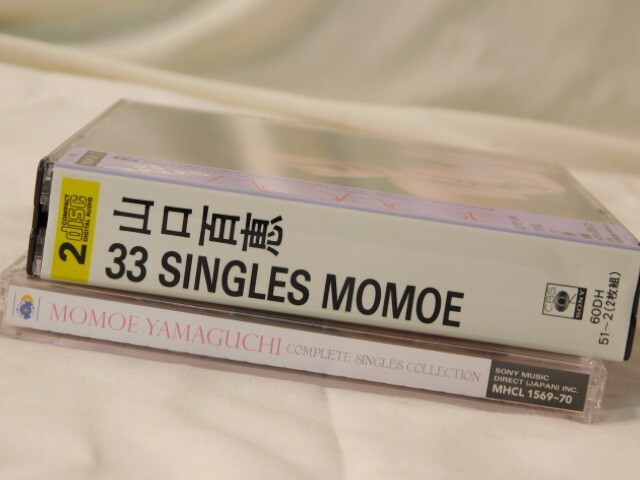 2
COMPACT
disc
DIGITAL AUDIO
山口百恵
33 SINGLES MOMOE
CBS
SONY
60DH
51~2(2枚組)
MOMOE YAMAGUCHI COMPLETE SINGLES COLLECTION
SONY MUSIC
DIRECT (JAPAN) INC.
MHCL 1569~70